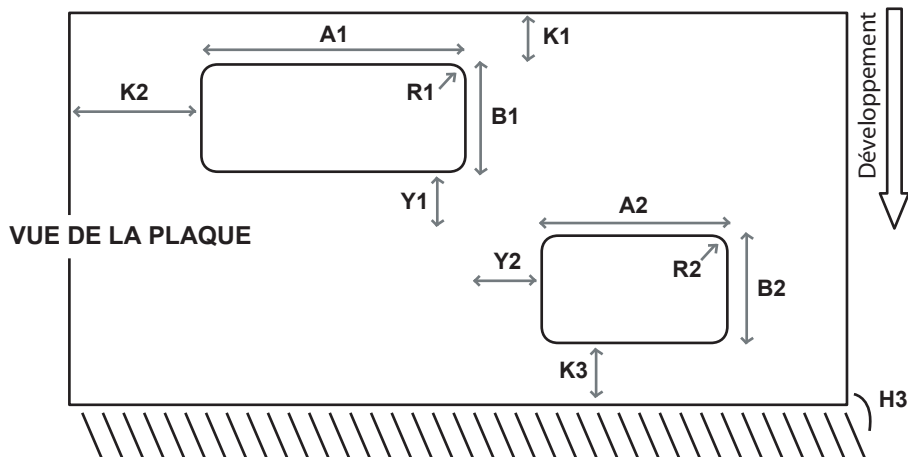 A1
K1
K2
R1
B1
Développement
Y1
A2
VUE DE LA PLAQUE
Y2
R2
B2
K3
H3